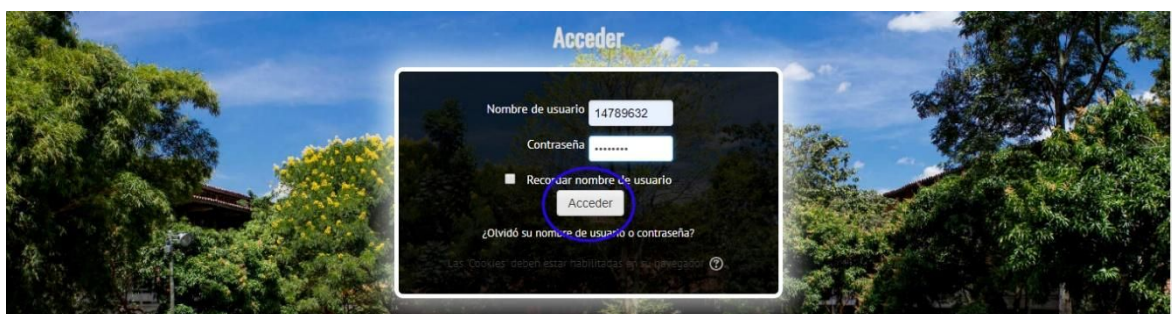 Acceder
Nombre de usuario 14789632
Contraseña ••••••••
Recordar nombre de usuario
Acceder
¿Olvidó su nombre de usuario o contraseña?
Las 'Cookies' deben estar habilitadas en su navegador ?